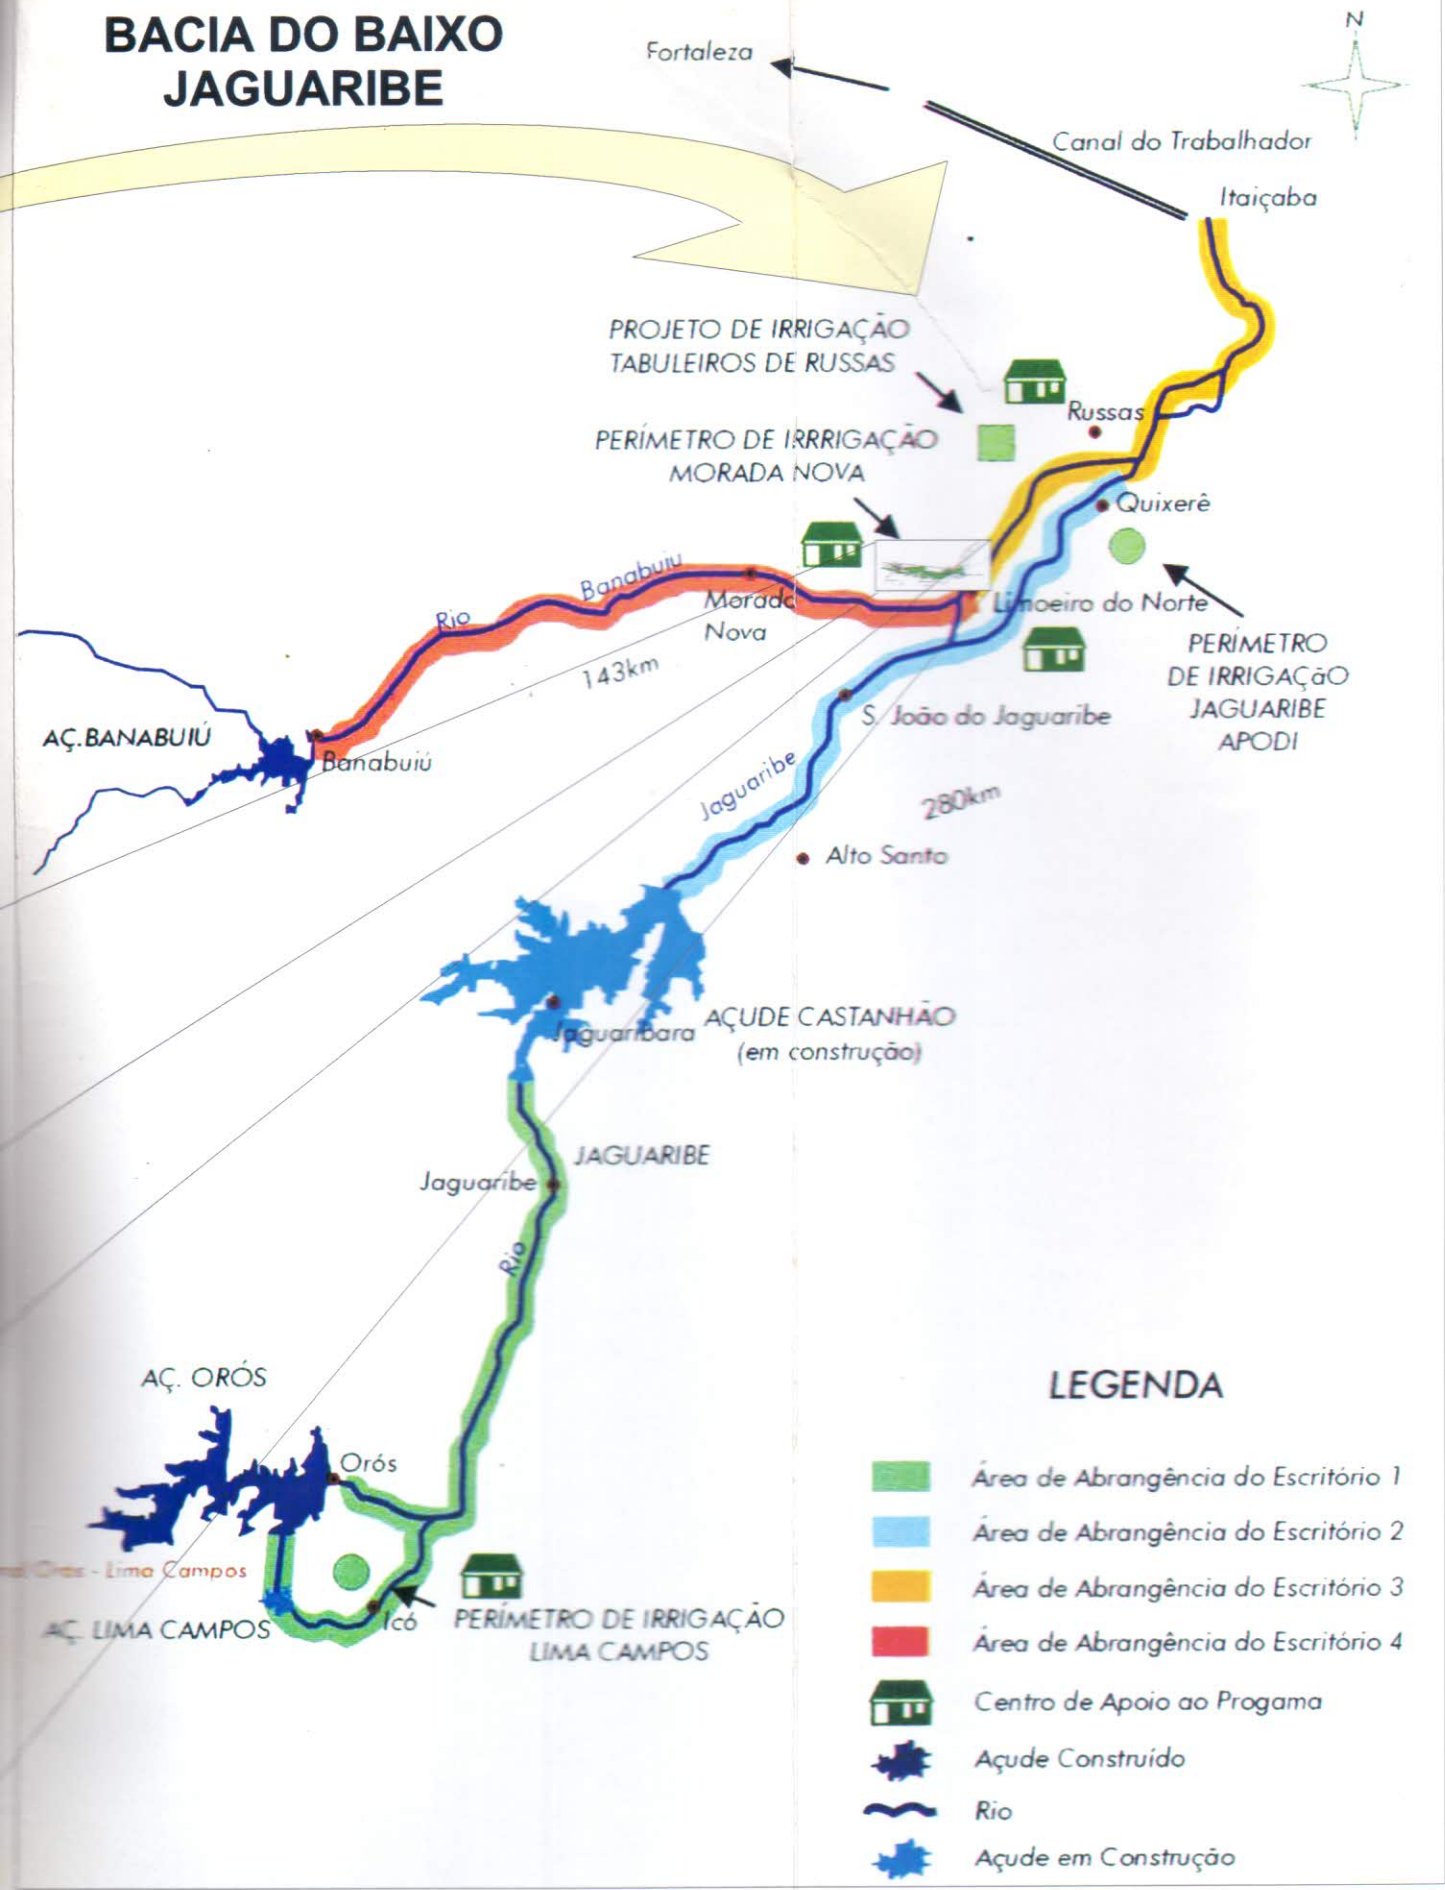 BACIA DO BAIXO
JAGUARIBE
Fortaleza
N
Canal do Trabalhador
Itaiçaba
PROJETO DE IRRIGAÇÃO
TABULEIROS DE RUSSAS
Russas
PERÍMETRO DE IRRRIGAÇÃO
MORADA NOVA
Quixerê
Rio
Banabuiu
Morada
Nova
Limoeiro do Norte
143km
PERÍMETRO
DE IRRIGAÇãO
JAGUARIBE
APODI
AÇ.BANABUIÚ
Banabuiú
S. João do Jaguaribe
Jaguaribe
280km
Alto Santo
Jaguaribara
AÇUDE CASTANHÃO
(em construção)
JAGUARIBE
Jaguaribe
Rio
AÇ. ORÓS
Orós
Orós - Lima Campos
AÇ. LIMA CAMPOS
Icó
PERÍMETRO DE IRRIGAÇÃO
LIMA CAMPOS
LEGENDA
Área de Abrangência do Escritório 1
Área de Abrangência do Escritório 2
Área de Abrangência do Escritório 3
Área de Abrangência do Escritório 4
Centro de Apoio ao Progama
Açude Construído
Rio
Açude em Construção